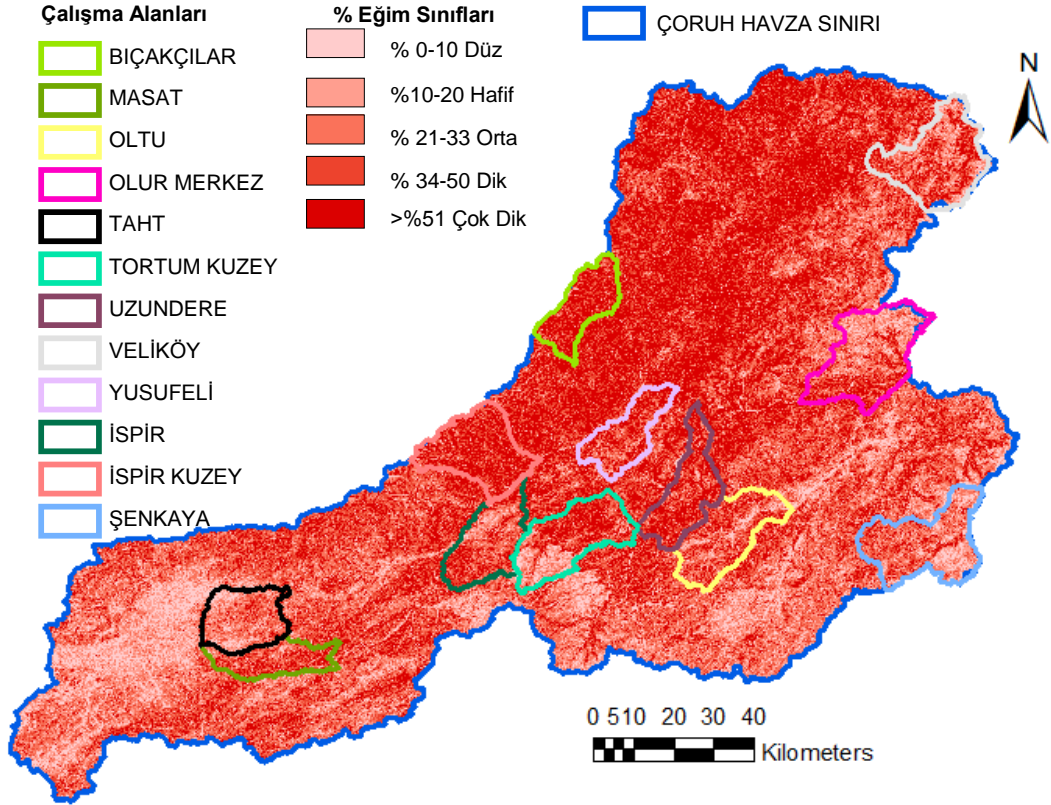 Çalışma Alanları
BIÇAKÇILAR
MASAT
OLTU
OLUR MERKEZ
TAHT
TORTUM KUZEY
UZUNDERE
VELİKÖY
YUSUFELİ
İSPİR
İSPİR KUZEY
ŞENKAYA
% Eğim Sınıfları
% 0-10 Düz
%10-20 Hafif
% 21-33 Orta
% 34-50 Dik
>%51 Çok Dik
ÇORUH HAVZA SINIRI
N
0 5 10 20 30 40
Kilometers